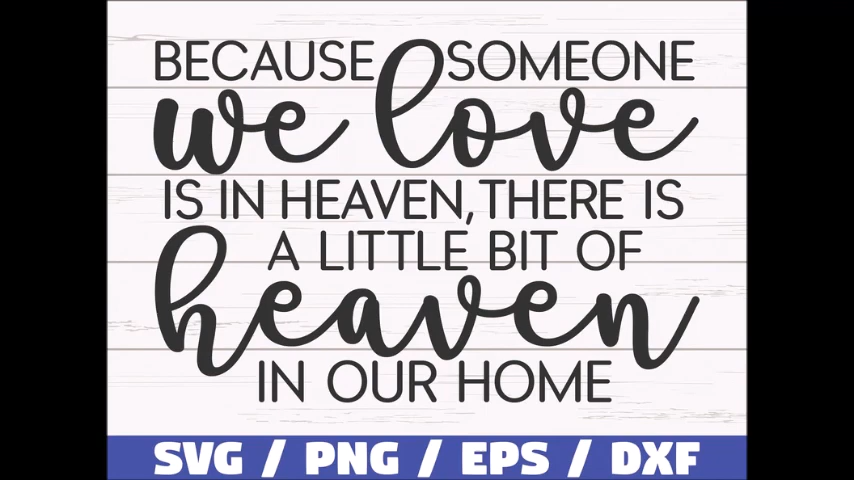 BECAUSE SOMEONE
we love
IS IN HEAVEN, THERE IS
A LITTLE BIT OF
heaven
IN OUR HOME
SVG / PNG / EPS / DXF